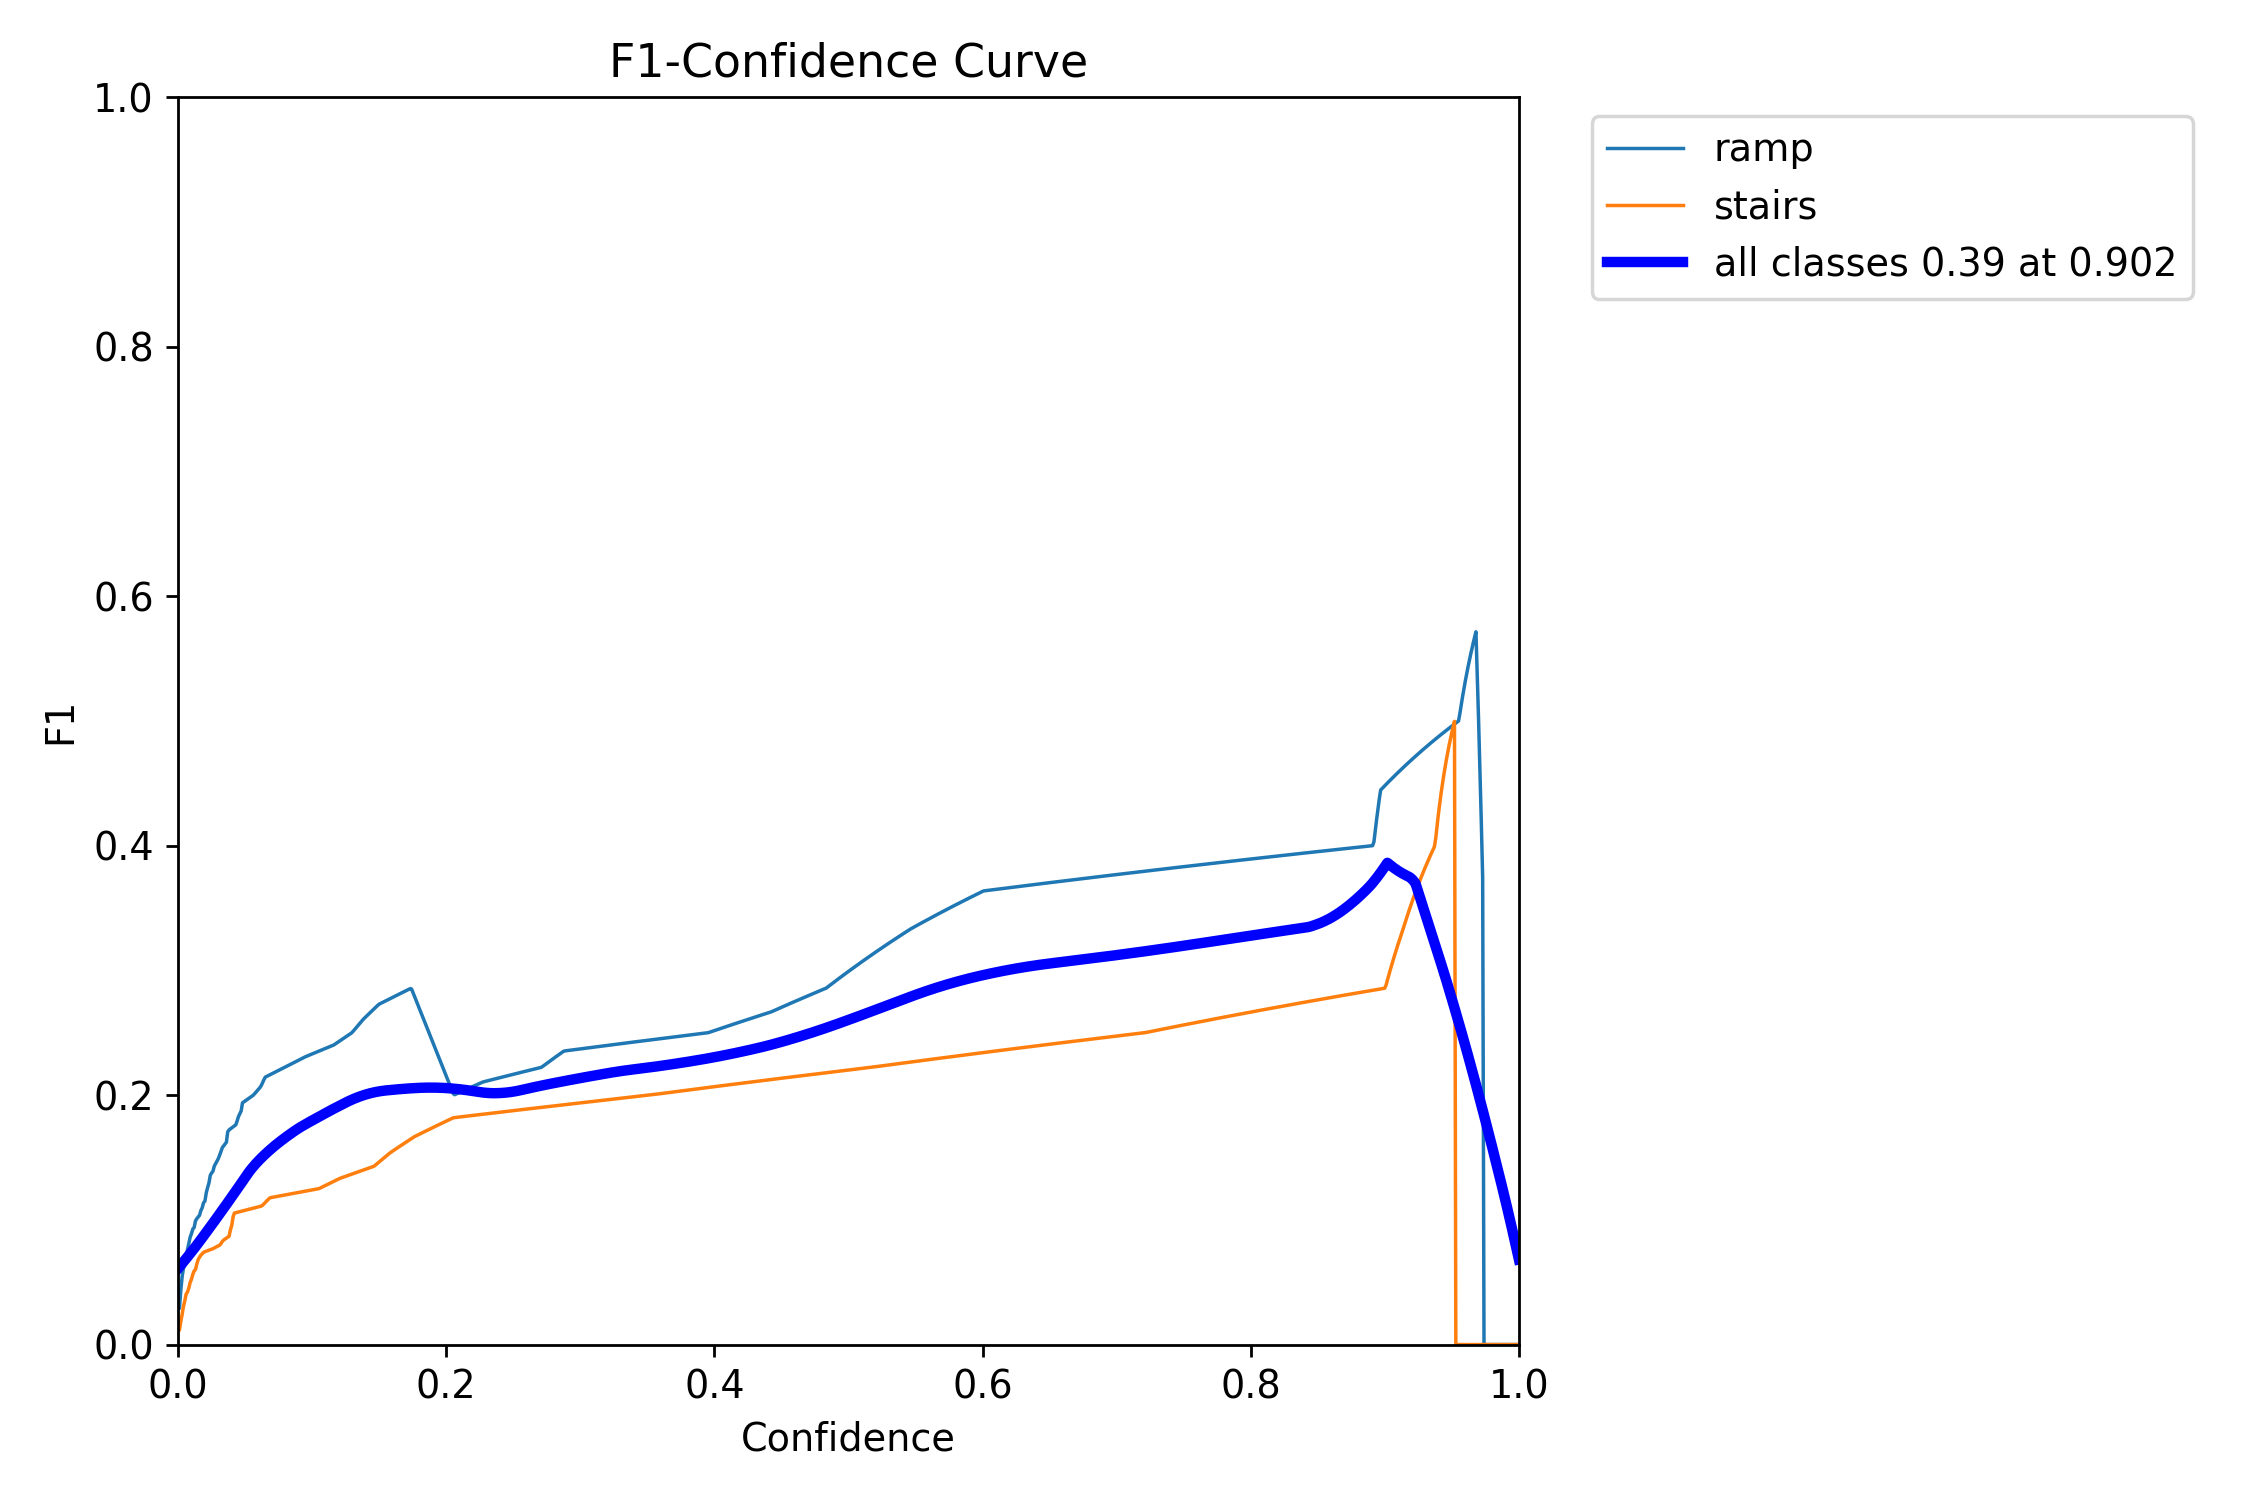 F1-Confidence Curve
1.0
0.8
0.6
0.4
0.2
0.0
F1
0.0 0.2 0.4 0.6 0.8 1.0
Confidence
ramp
stairs
all classes 0.39 at 0.902